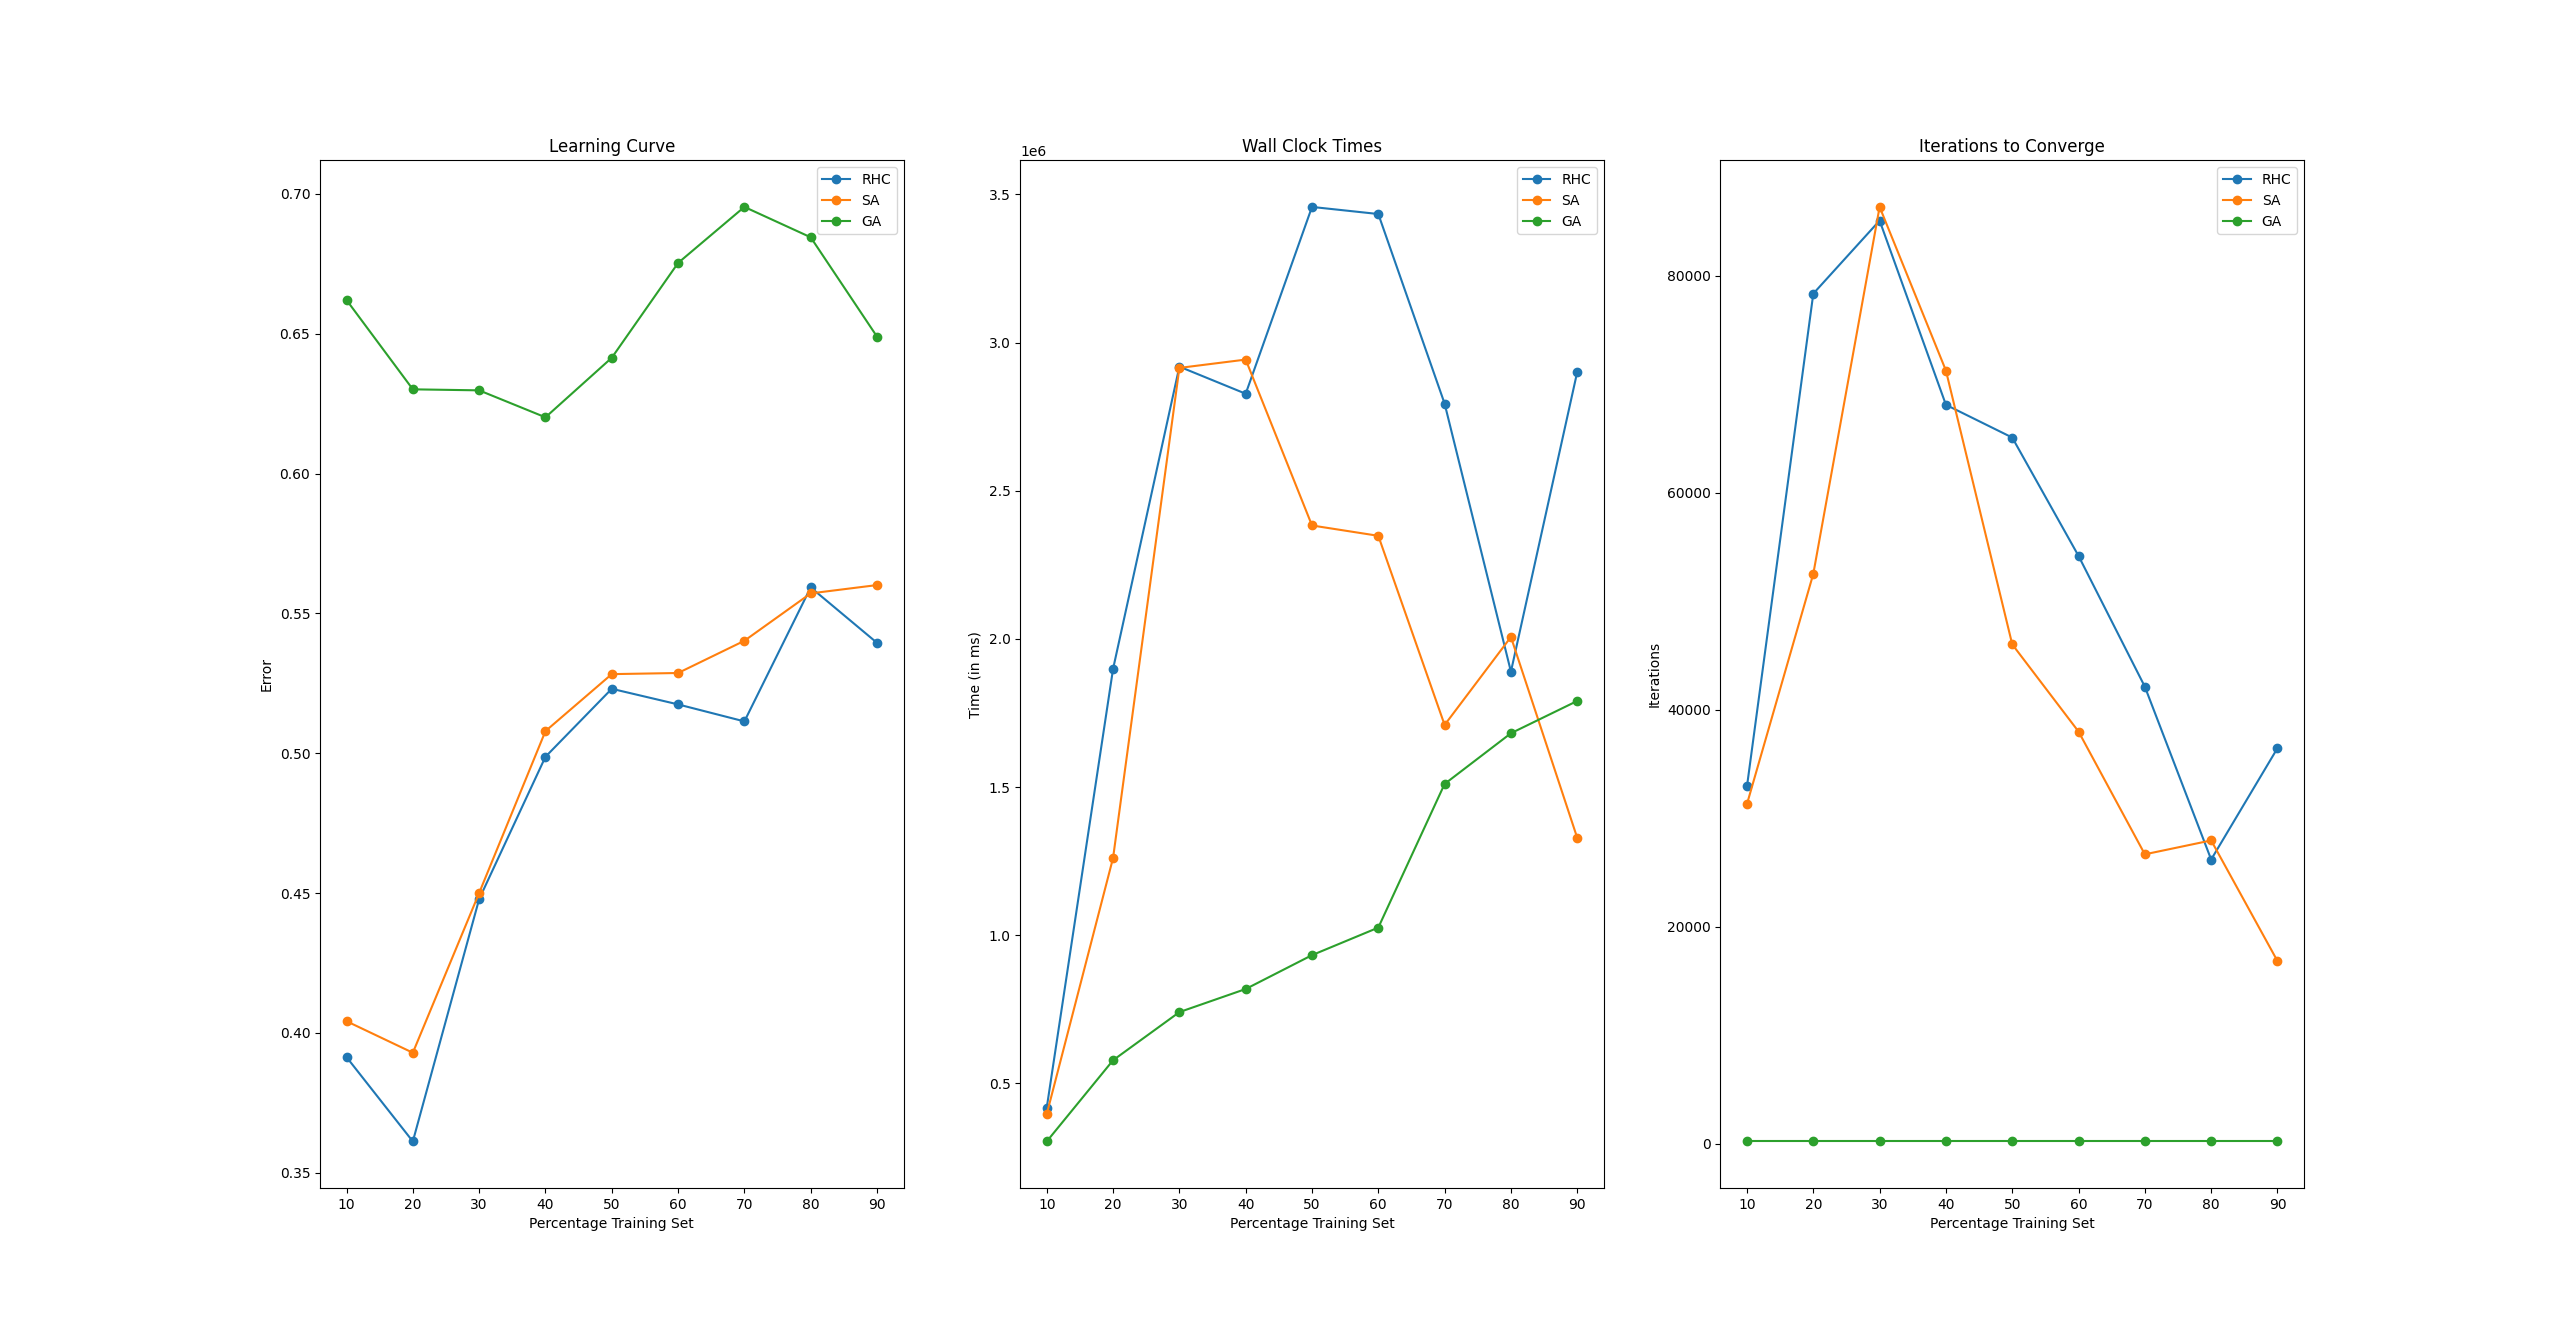 Learning Curve
0.70
0.65
0.60
0.55
0.50
0.45
0.40
0.35
Error
10 20 30 40 50 60 70 80 90
Percentage Training Set
RHC
SA
GA
Wall Clock Times
1e6
3.5
3.0
2.5
2.0
1.5
1.0
0.5
Time (in ms)
10 20 30 40 50 60 70 80 90
Percentage Training Set
RHC
SA
GA
Iterations to Converge
80000
60000
40000
20000
0
Iterations
10 20 30 40 50 60 70 80 90
Percentage Training Set
RHC
SA
GA